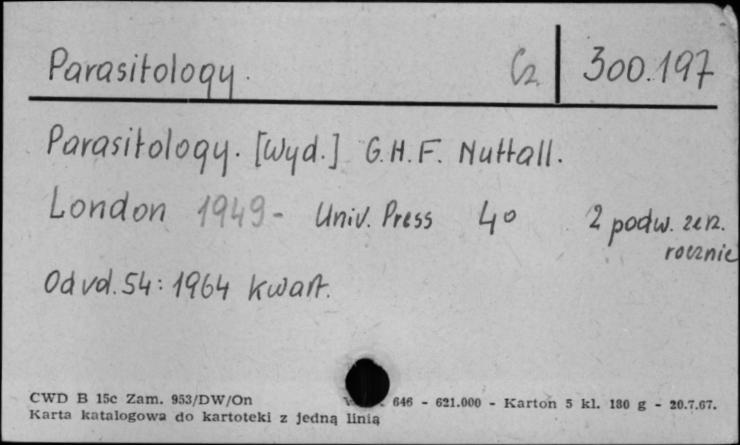 Parasitology. Cz 300.197
Parasitology. [Wyd.] G.H.F. Nuttall.
London 1949- Univ. Press 4° 2 podw. zesz.
rocznie
Od vol. 54: 1964 kwart.
CWD B 15c Zam. 953/DW/On 646 - 621.000 - Karton 5 kl. 180 g - 20.7.67.
Karta katalogowa do kartoteki z jedną linią